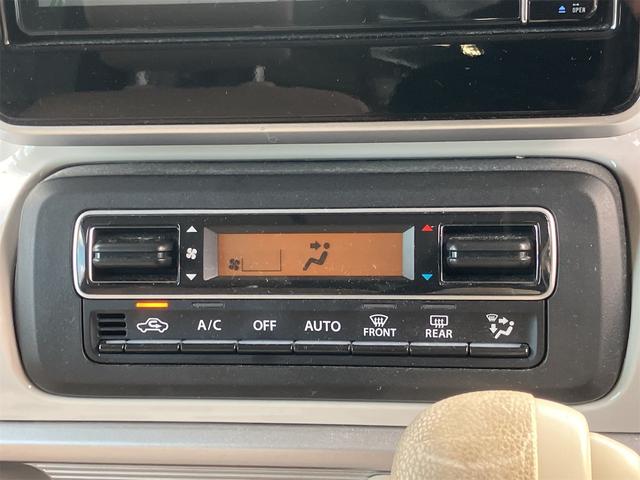 OPEN
A/C OFF AUTO FRONT REAR